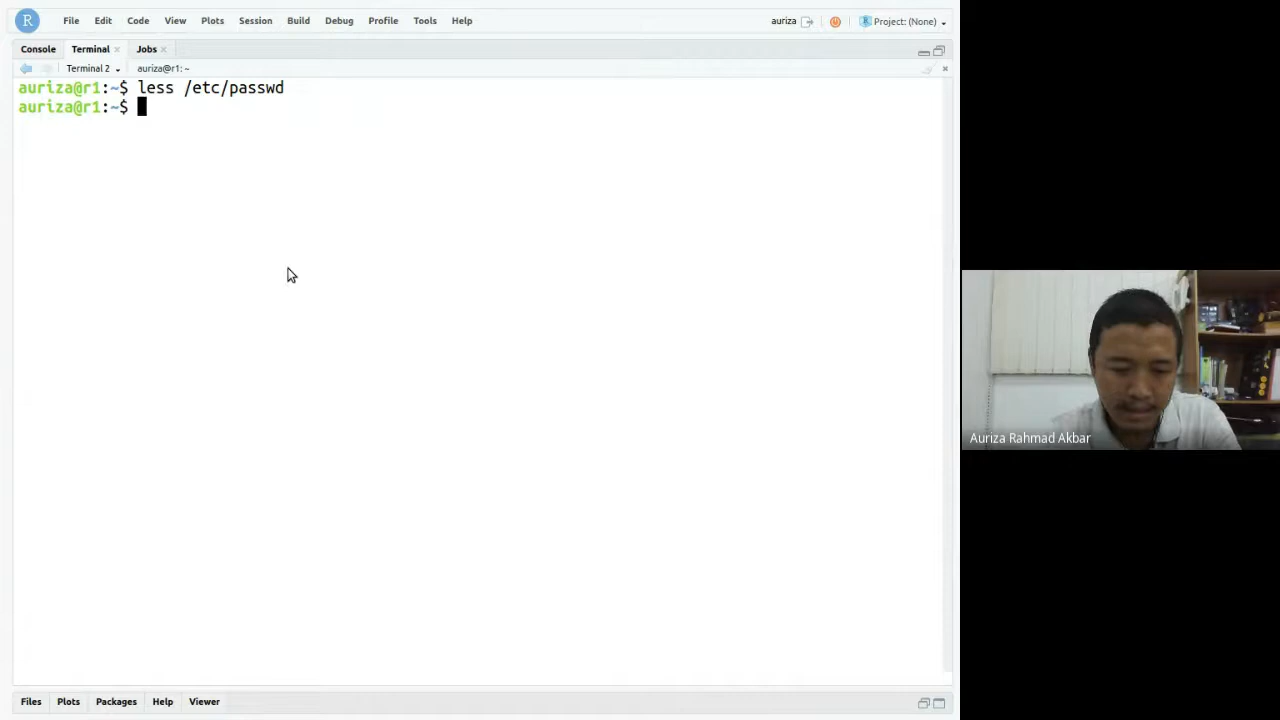 R File Edit Code View Plots Session Build Debug Profile Tools Help auriza R Project: (None)
Console Terminal Jobs
Terminal 2 auriza@r1: ~
auriza@r1:~$ less /etc/passwd
auriza@r1:~$
Auriza Rahmad Akbar
Files Plots Packages Help Viewer